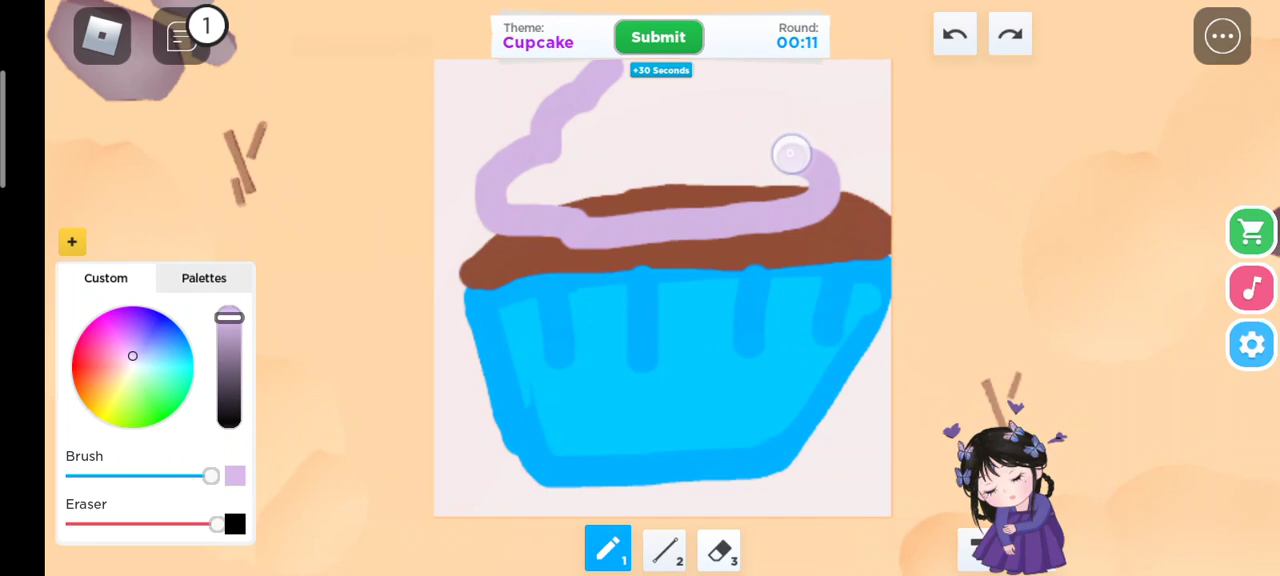 1
Theme:
Cupcake
Submit
Round:
00:11
+30 Seconds
+
Custom
Palettes
Brush
Eraser
1
2
3